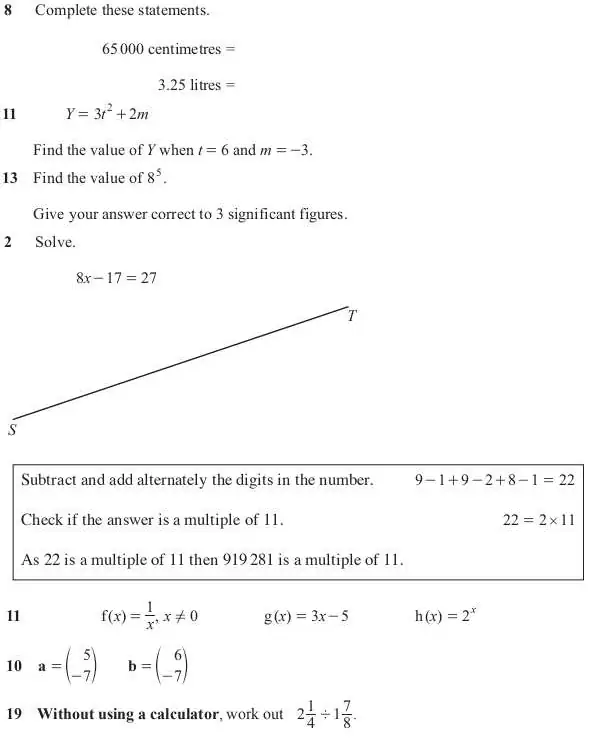 8 Complete these statements.
65 000 centimetres =
3.25 litres =
11 Y = 3t² + 2m
Find the value of Y when t = 6 and m = −3.
13 Find the value of 8⁵.
Give your answer correct to 3 significant figures.
2 Solve.
8x − 17 = 27
T
S
Subtract and add alternately the digits in the number. 9 − 1 + 9 − 2 + 8 − 1 = 22
Check if the answer is a multiple of 11. 22 = 2 × 11
As 22 is a multiple of 11 then 919 281 is a multiple of 11.
11 f(x) = 1/x, x ≠ 0 g(x) = 3x − 5 h(x) = 2ˣ
10 a = (5 −7) b = (6 −7)
19 Without using a calculator, work out 2 1/4 ÷ 1 7/8.